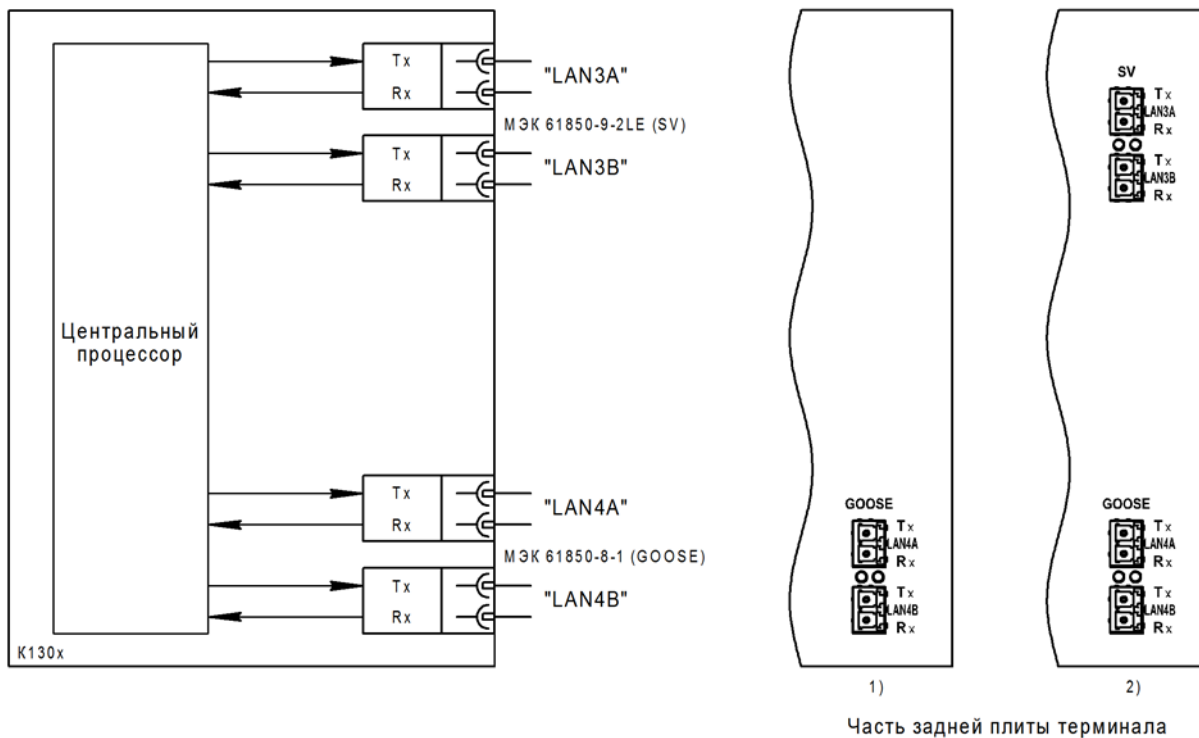 Tx
"LAN3A"
Rx
МЭК 61850-9-2LE (SV)
Tx
"LAN3B"
Rx
Центральный
процессор
Tx
"LAN4A"
Rx
МЭК 61850-8-1 (GOOSE)
Tx
"LAN4B"
Rx
K130x
GOOSE
Tx
LAN4A
Rx
Tx
LAN4B
Rx
1)
SV
Tx
LAN3A
Rx
Tx
LAN3B
Rx
GOOSE
Tx
LAN4A
Rx
Tx
LAN4B
Rx
2)
Часть задней плиты терминала